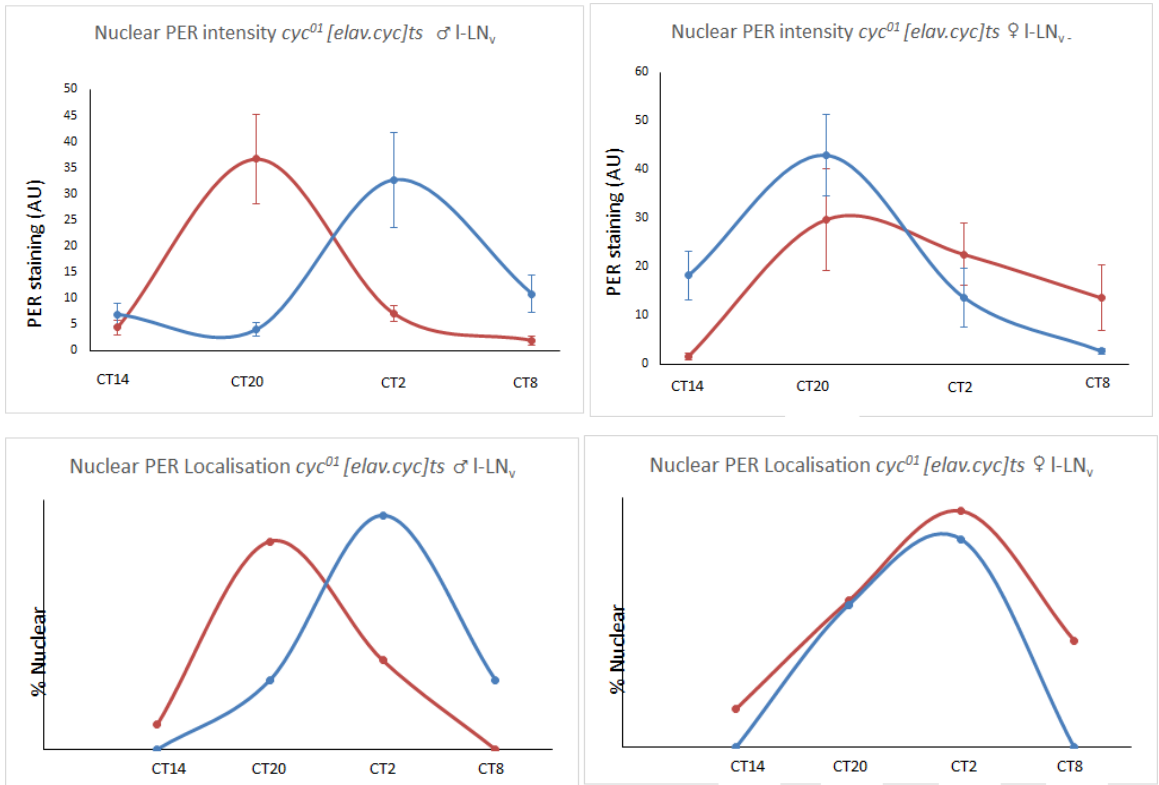 Nuclear PER intensity cyc⁰¹ [elav.cyc]ts ♂ l-LNᵥ
50
45
40
35
30
25
20
15
10
5
0
PER staining (AU)
CT14 CT20 CT2 CT8
Nuclear PER intensity cyc⁰¹ [elav.cyc]ts ♀ l-LNᵥ -
60
50
40
30
20
10
0
PER staining (AU)
CT14 CT20 CT2 CT8
Nuclear PER Localisation cyc⁰¹ [elav.cyc]ts ♂ l-LNᵥ
% Nuclear
CT14 CT20 CT2 CT8
Nuclear PER Localisation cyc⁰¹ [elav.cyc]ts ♀ l-LNᵥ
% Nuclear
CT14 CT20 CT2 CT8